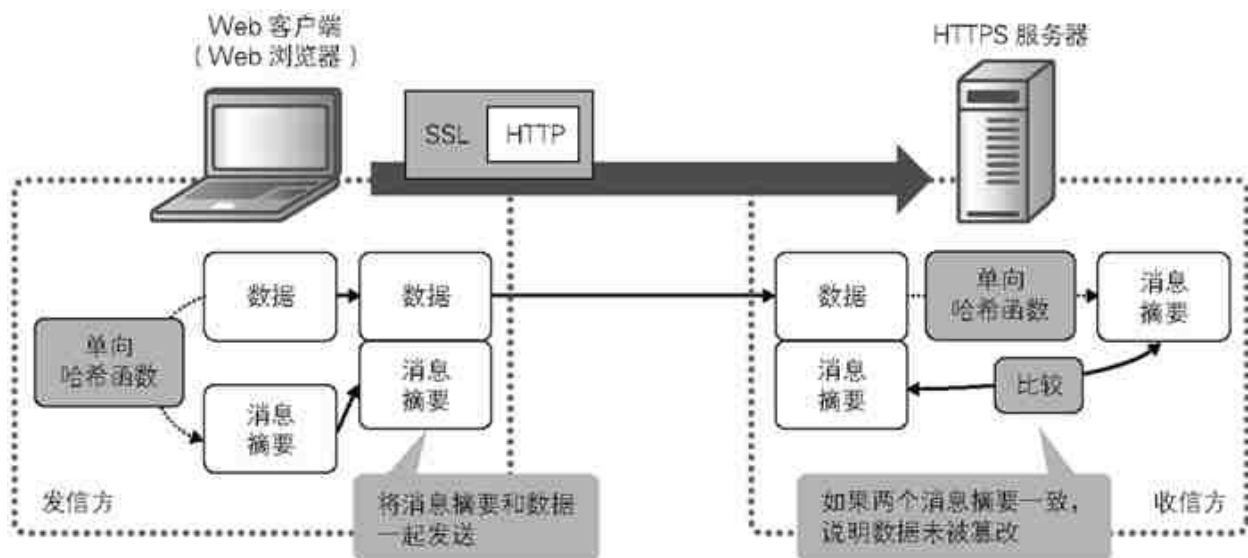 Web 客户端
（Web 浏览器）
HTTPS 服务器
SSL
HTTP
数据
数据
数据
单向
哈希函数
消息
摘要
单向
哈希函数
消息
摘要
消息
摘要
消息
摘要
比较
发信方
将消息摘要和数据
一起发送
如果两个消息摘要一致，
说明数据未被篡改
收信方